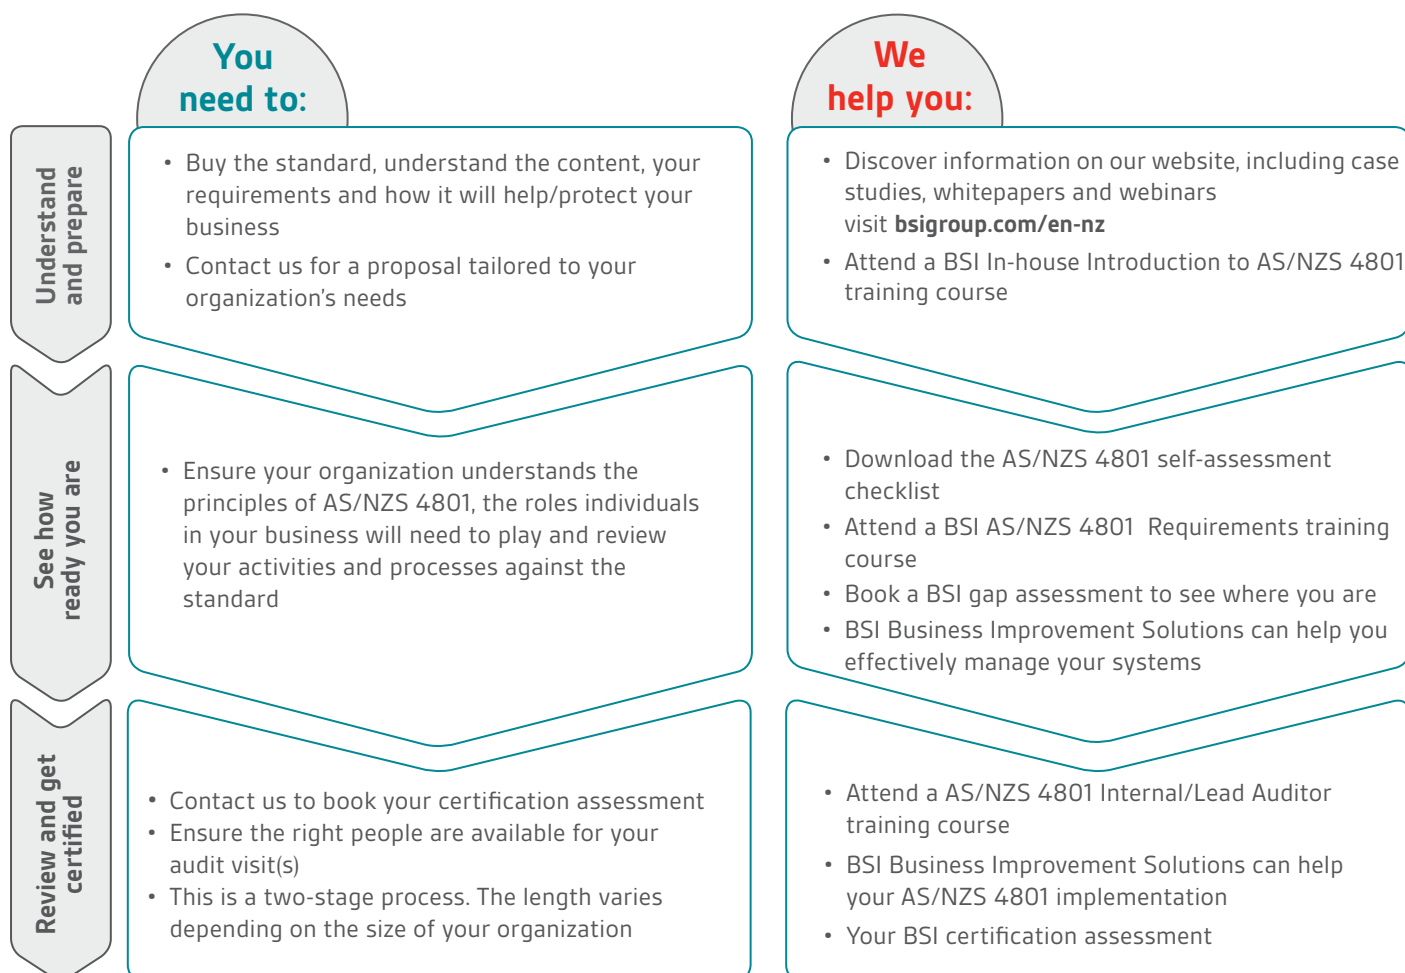 You
need to:
We
help you:
Understand
and prepare
• Buy the standard, understand the content, your
requirements and how it will help/protect your
business
• Contact us for a proposal tailored to your
organization’s needs
• Discover information on our website, including case
studies, whitepapers and webinars
visit bsigroup.com/en-nz
• Attend a BSI In-house Introduction to AS/NZS 4801
training course
See how
ready you are
• Ensure your organization understands the
principles of AS/NZS 4801, the roles individuals
in your business will need to play and review
your activities and processes against the
standard
• Download the AS/NZS 4801 self-assessment
checklist
• Attend a BSI AS/NZS 4801 Requirements training
course
• Book a BSI gap assessment to see where you are
• BSI Business Improvement Solutions can help you
effectively manage your systems
Review and get
certified
• Contact us to book your certification assessment
• Ensure the right people are available for your
audit visit(s)
• This is a two-stage process. The length varies
depending on the size of your organization
• Attend a AS/NZS 4801 Internal/Lead Auditor
training course
• BSI Business Improvement Solutions can help
your AS/NZS 4801 implementation
• Your BSI certification assessment